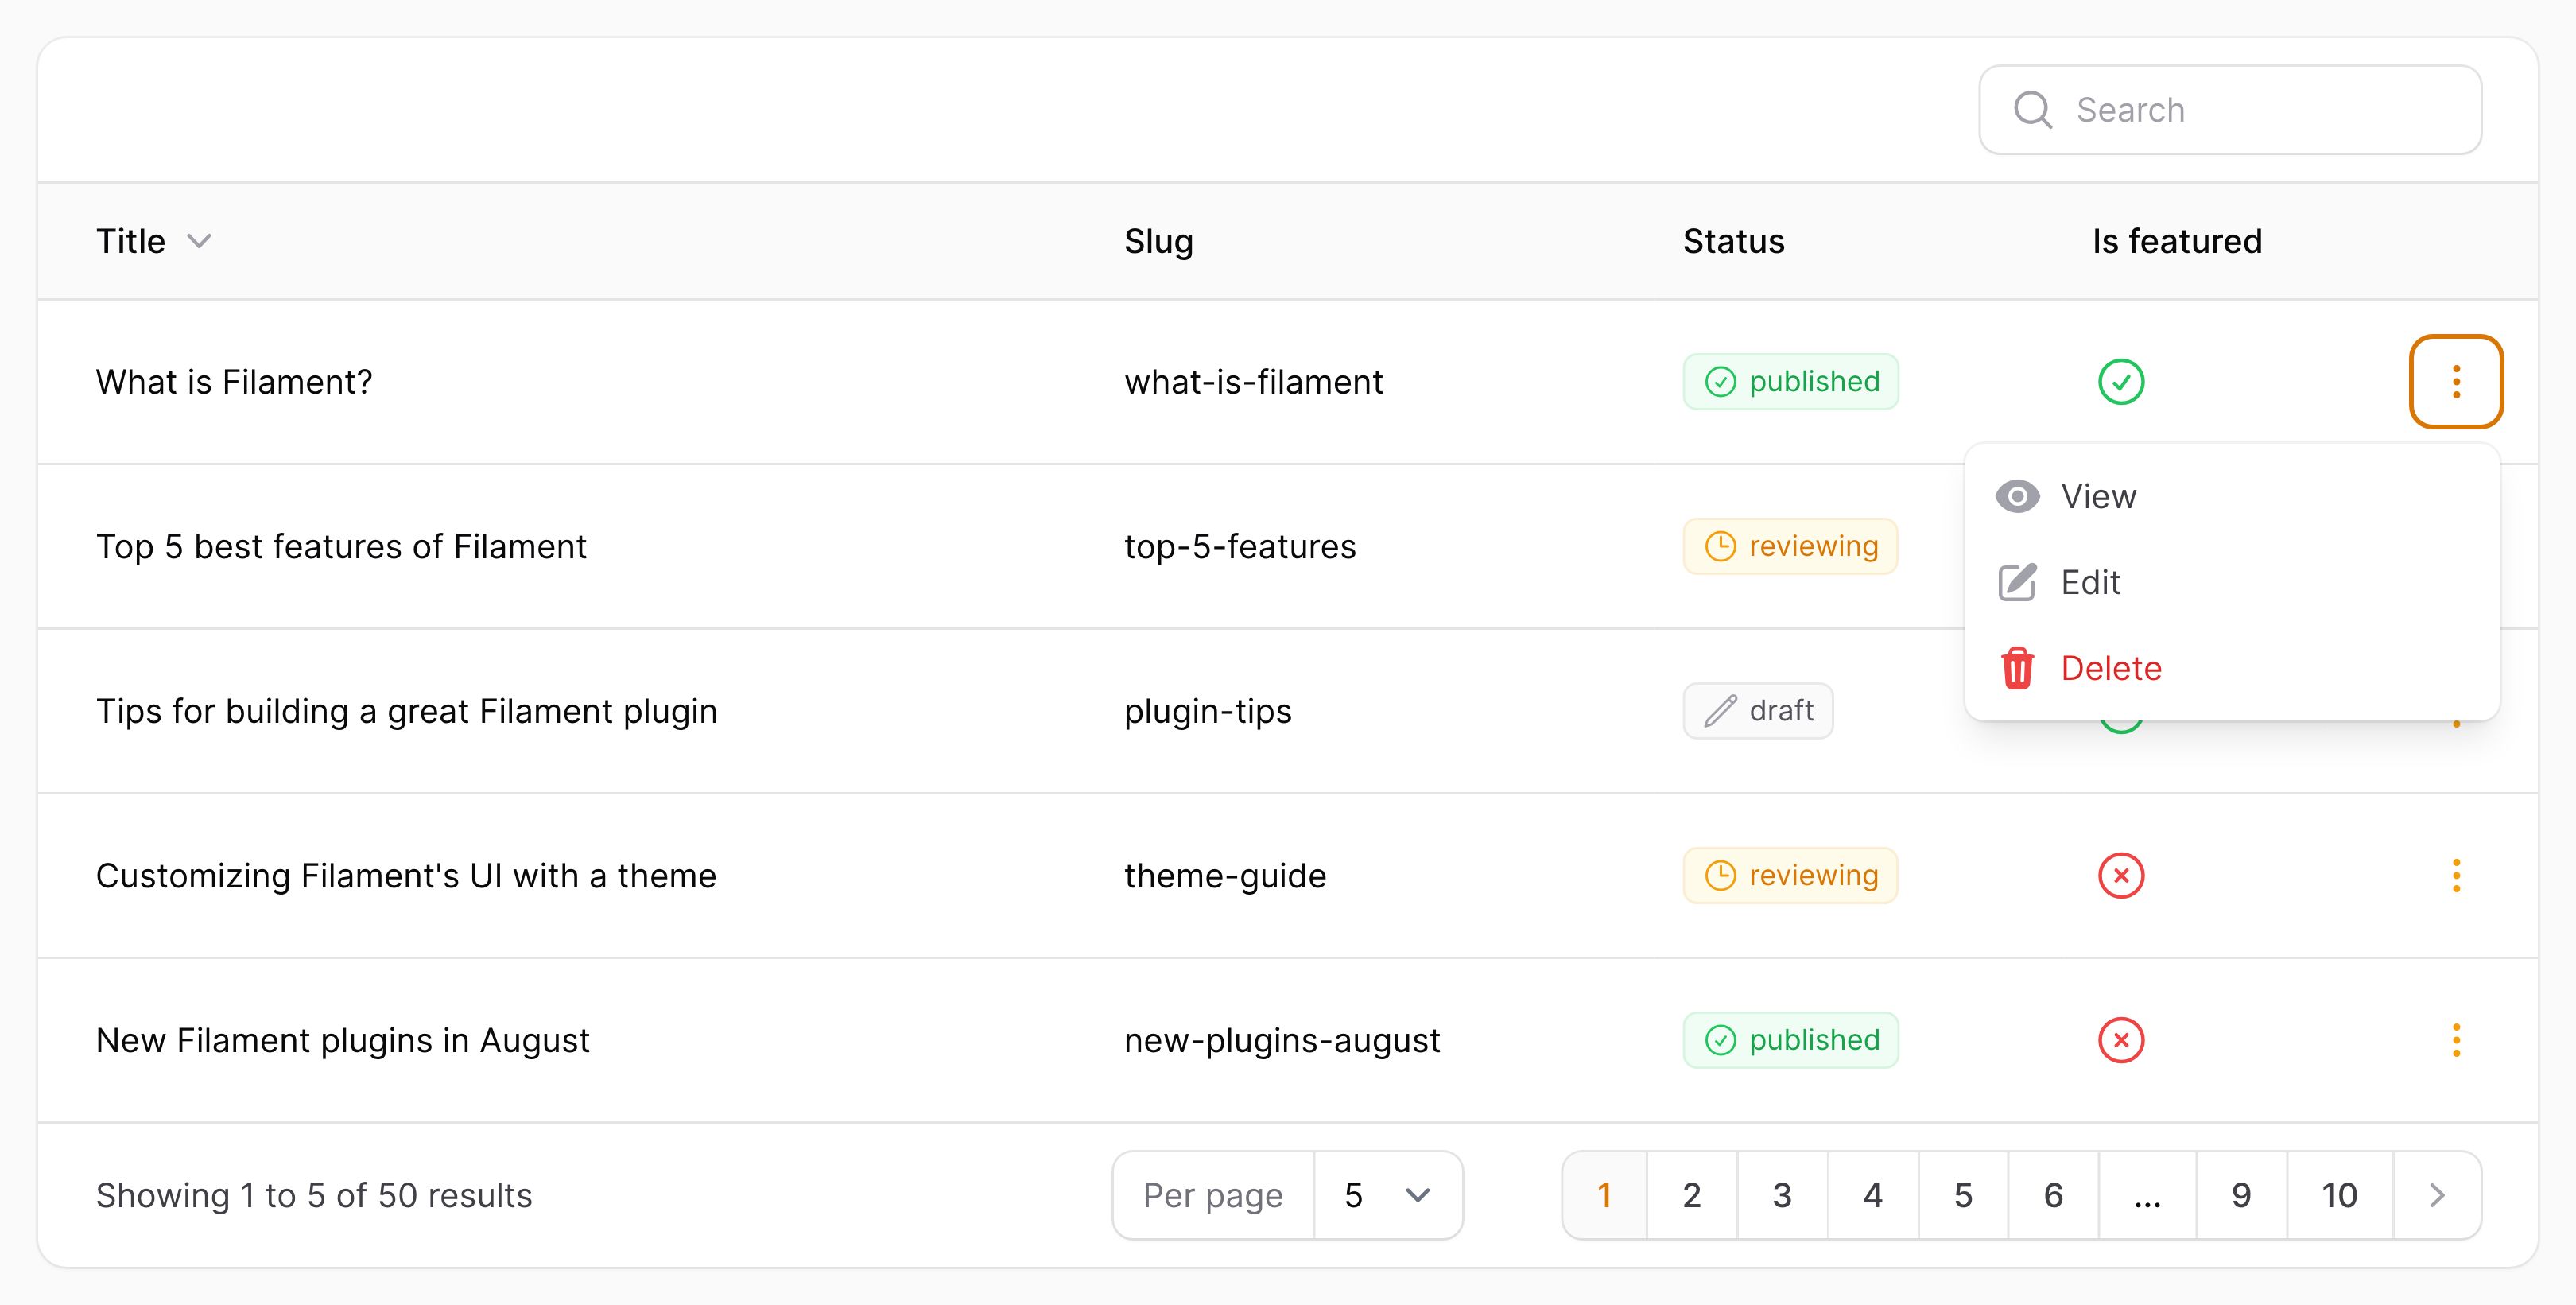 Search
Title Slug Status Is featured
What is Filament? what-is-filament published
View
Top 5 best features of Filament top-5-features reviewing
Edit
Delete
Tips for building a great Filament plugin plugin-tips draft
Customizing Filament's UI with a theme theme-guide reviewing
New Filament plugins in August new-plugins-august published
Showing 1 to 5 of 50 results Per page 5 1 2 3 4 5 6 ... 9 10